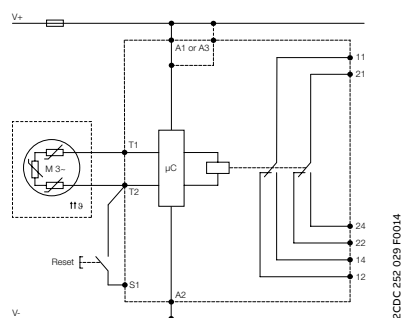 V+
A1 or A3
11
21
T1
M 3~
µC
T2
ϑ
24
22
Reset
14
S1
12
A2
V-
2CDC 252 029 F0014